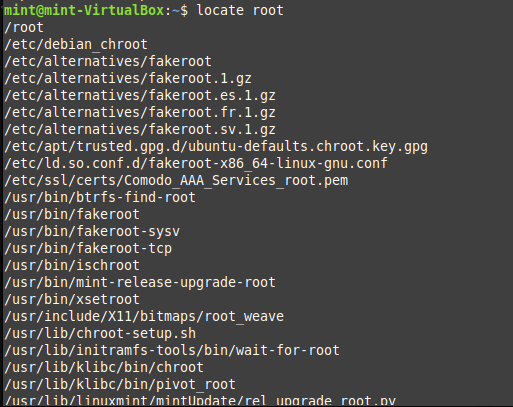 mint@mint-VirtualBox:~$ locate root
/root
/etc/debian_chroot
/etc/alternatives/fakeroot
/etc/alternatives/fakeroot.1.gz
/etc/alternatives/fakeroot.es.1.gz
/etc/alternatives/fakeroot.fr.1.gz
/etc/alternatives/fakeroot.sv.1.gz
/etc/apt/trusted.gpg.d/ubuntu-defaults.chroot.key.gpg
/etc/ld.so.conf.d/fakeroot-x86_64-linux-gnu.conf
/etc/ssl/certs/Comodo_AAA_Services_root.pem
/usr/bin/btrfs-find-root
/usr/bin/fakeroot
/usr/bin/fakeroot-sysv
/usr/bin/fakeroot-tcp
/usr/bin/ischroot
/usr/bin/mint-release-upgrade-root
/usr/bin/xsetroot
/usr/include/X11/bitmaps/root_weave
/usr/lib/chroot-setup.sh
/usr/lib/initramfs-tools/bin/wait-for-root
/usr/lib/klibc/bin/chroot
/usr/lib/klibc/bin/pivot_root
/usr/lib/linuxmint/mintUpdate/rel_upgrade_root.py